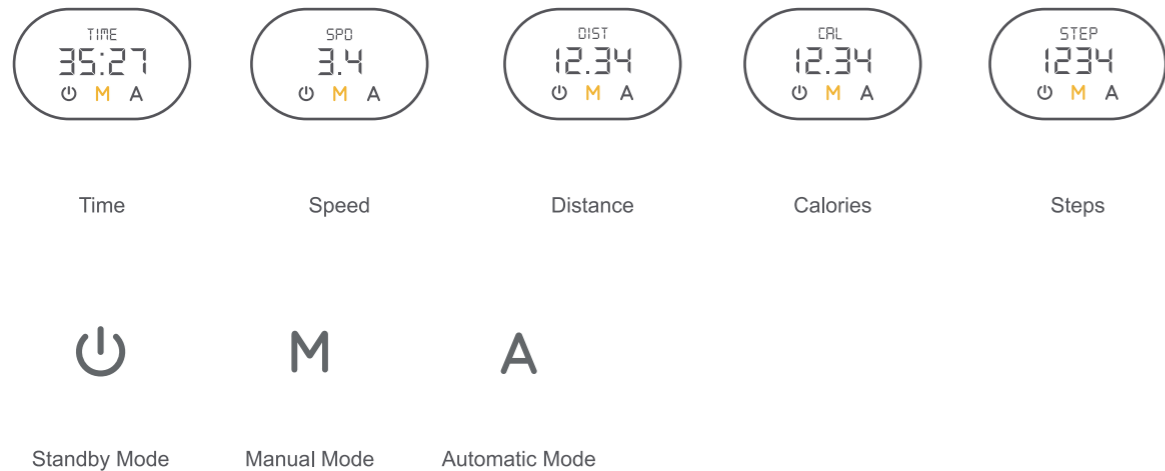 TIME
35:27
M A
SPD
3.4
M A
DIST
12.34
M A
CAL
12.34
M A
STEP
1234
M A
Time
Speed
Distance
Calories
Steps
M
A
Standby Mode
Manual Mode
Automatic Mode